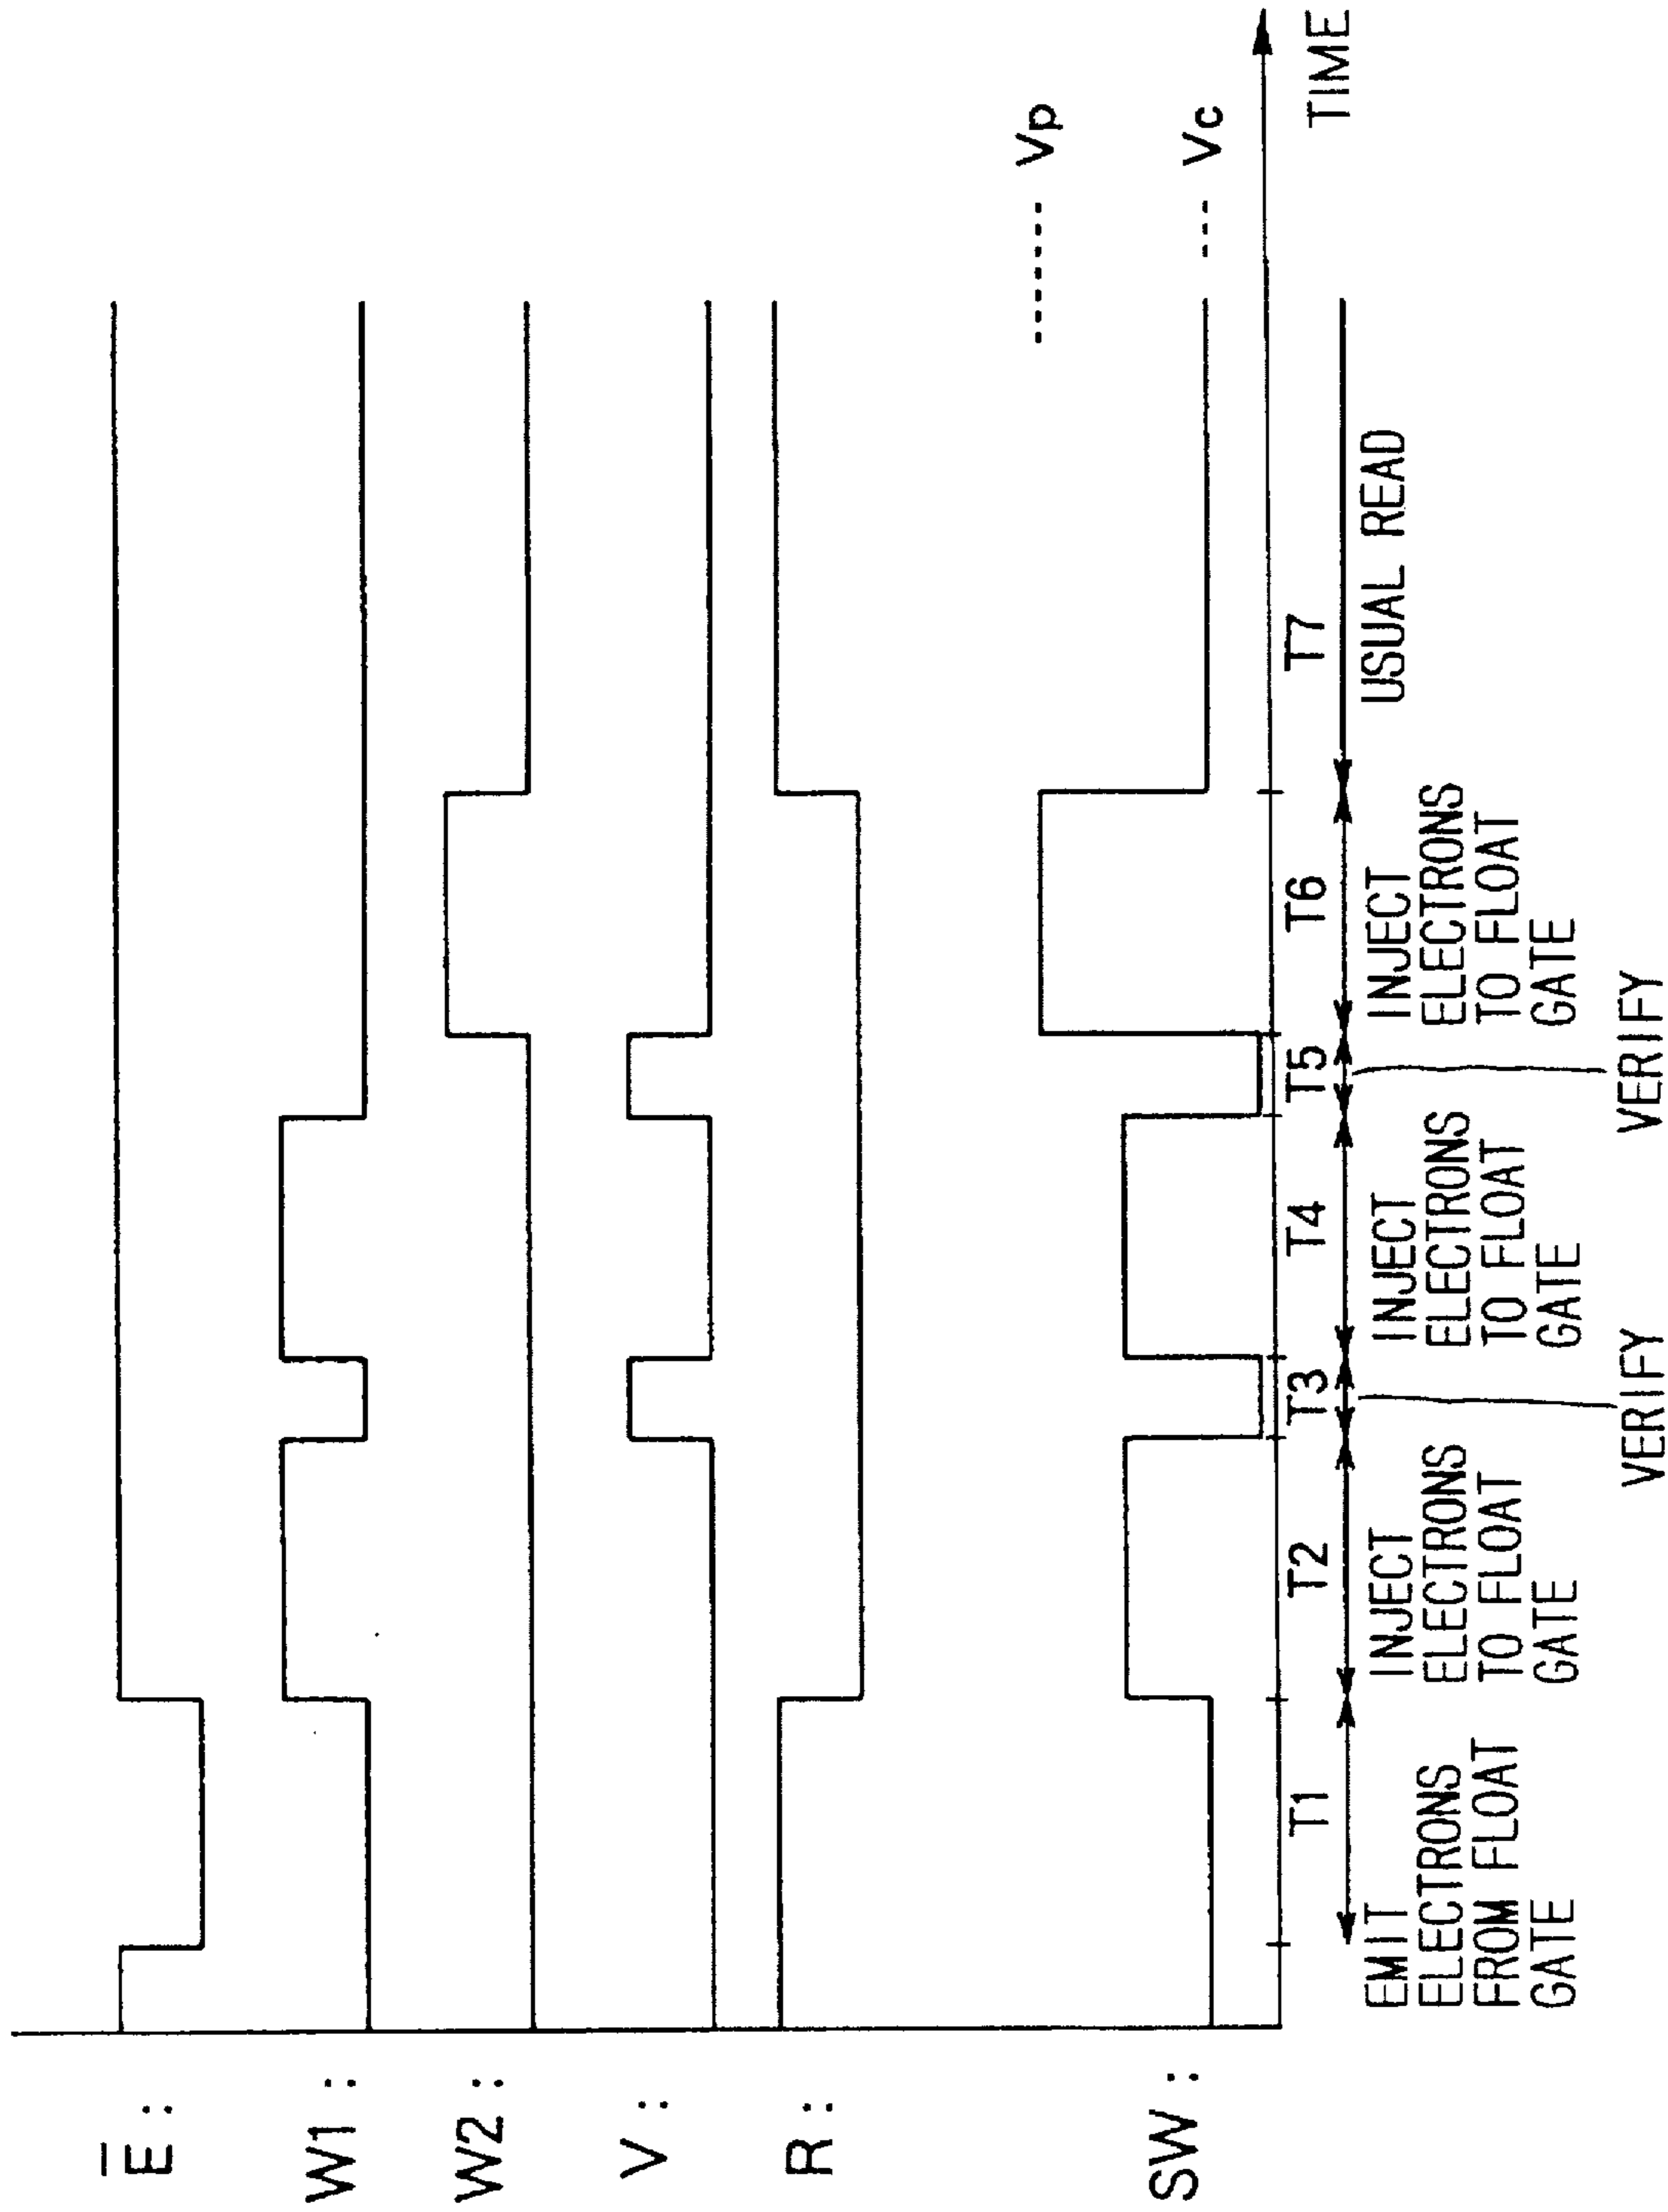 E̅ :
W1 :
W2 :
V :
R :
SW :
Vp
Vc
TIME
T1
T2
T3
T4
T5
T6
T7
EMIT
ELECTRONS
FROM FLOAT
GATE
INJECT
ELECTRONS
TO FLOAT
GATE
VERIFY
INJECT
ELECTRONS
TO FLOAT
GATE
VERIFY
INJECT
ELECTRONS
TO FLOAT
GATE
USUAL READ